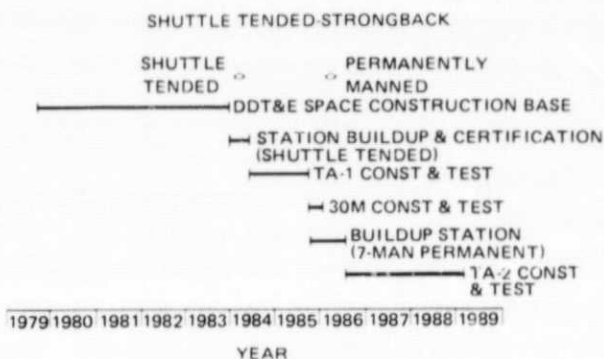 SHUTTLE TENDED-STRONGBACK
SHUTTLE TENDED
PERMANENTLY MANNED
DDT&E SPACE CONSTRUCTION BASE
STATION BUILDUP & CERTIFICATION
(SHUTTLE TENDED)
TA-1 CONST & TEST
30M CONST & TEST
BUILDUP STATION
(7-MAN PERMANENT)
TA-2 CONST
& TEST
1979 1980 1981 1982 1983 1984 1985 1986 1987 1988 1989
YEAR